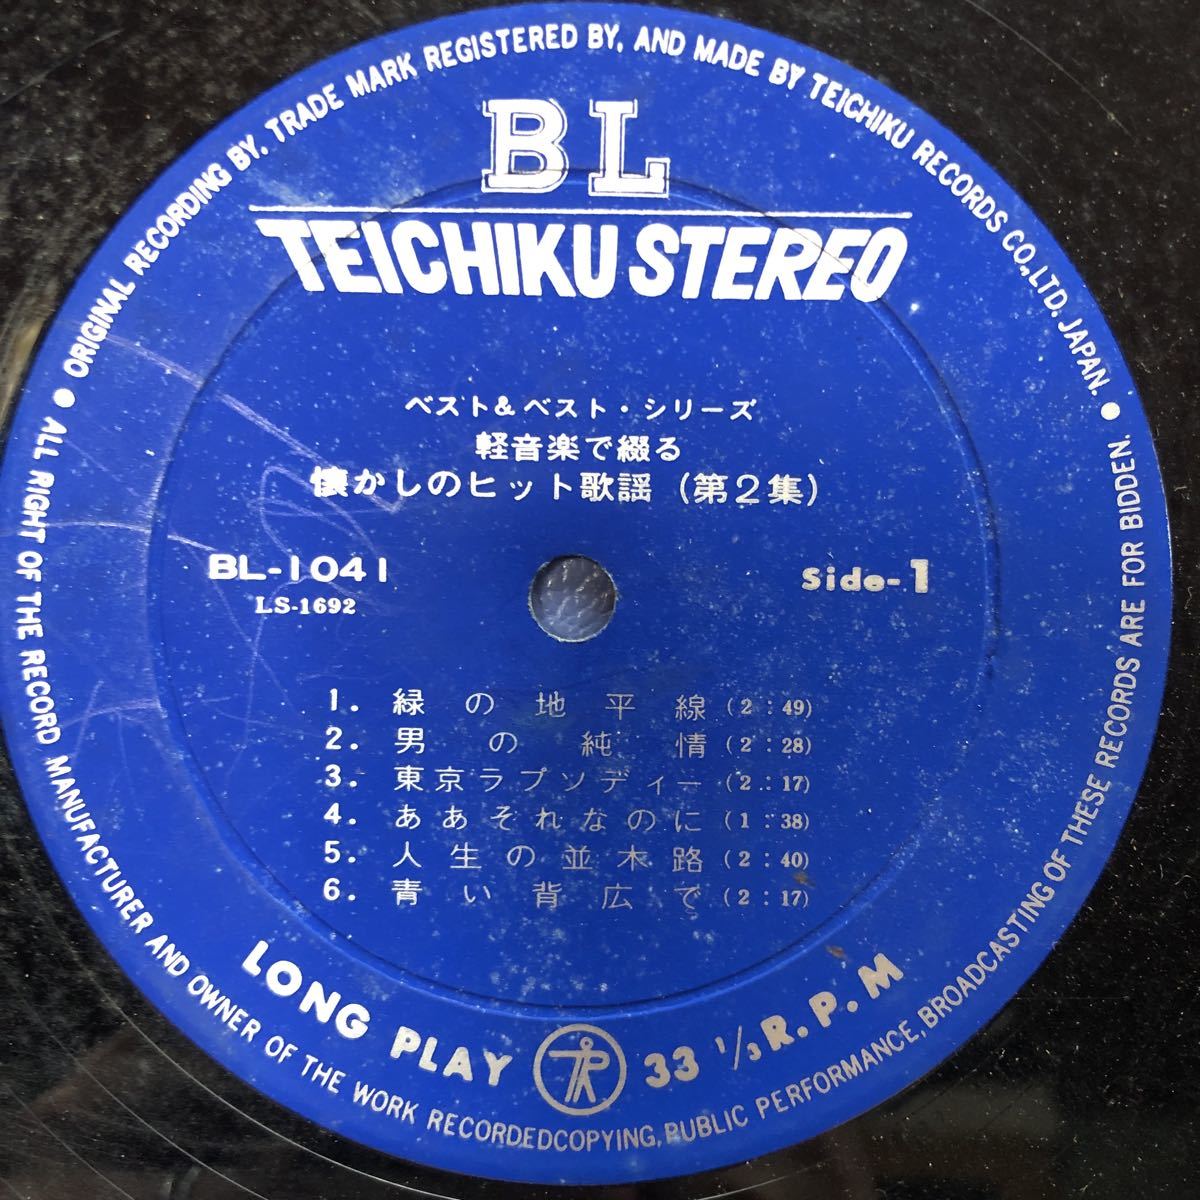 ORIGINAL RECORDING BY, TRADE MARK REGISTERED BY, AND MADE BY TEICHIKU RECORDS CO.,LTD. JAPAN.
BL
TEICHIKU STEREO
ベスト&ベスト・シリーズ
軽音楽で綴る
懐かしのヒット歌謡(第2集)
BL-1041
LS-1692
Side-1
1. 緑の地平線(2:49)
2. 男の純情(2:28)
3. 東京ラプソディー(2:17)
4. ああそれなのに(1:38)
5. 人生の並木路(2:40)
6. 青い背広で(2:17)
LONG PLAY 33 1/3 R.P.M
ALL RIGHT OF THE RECORD MANUFACTURER AND OWNER OF THE WORK RECORDEDCOPYING, PUBLIC PERFORMANCE, BROADCASTING OF THESE RECORDS ARE FOR BIDDEN.